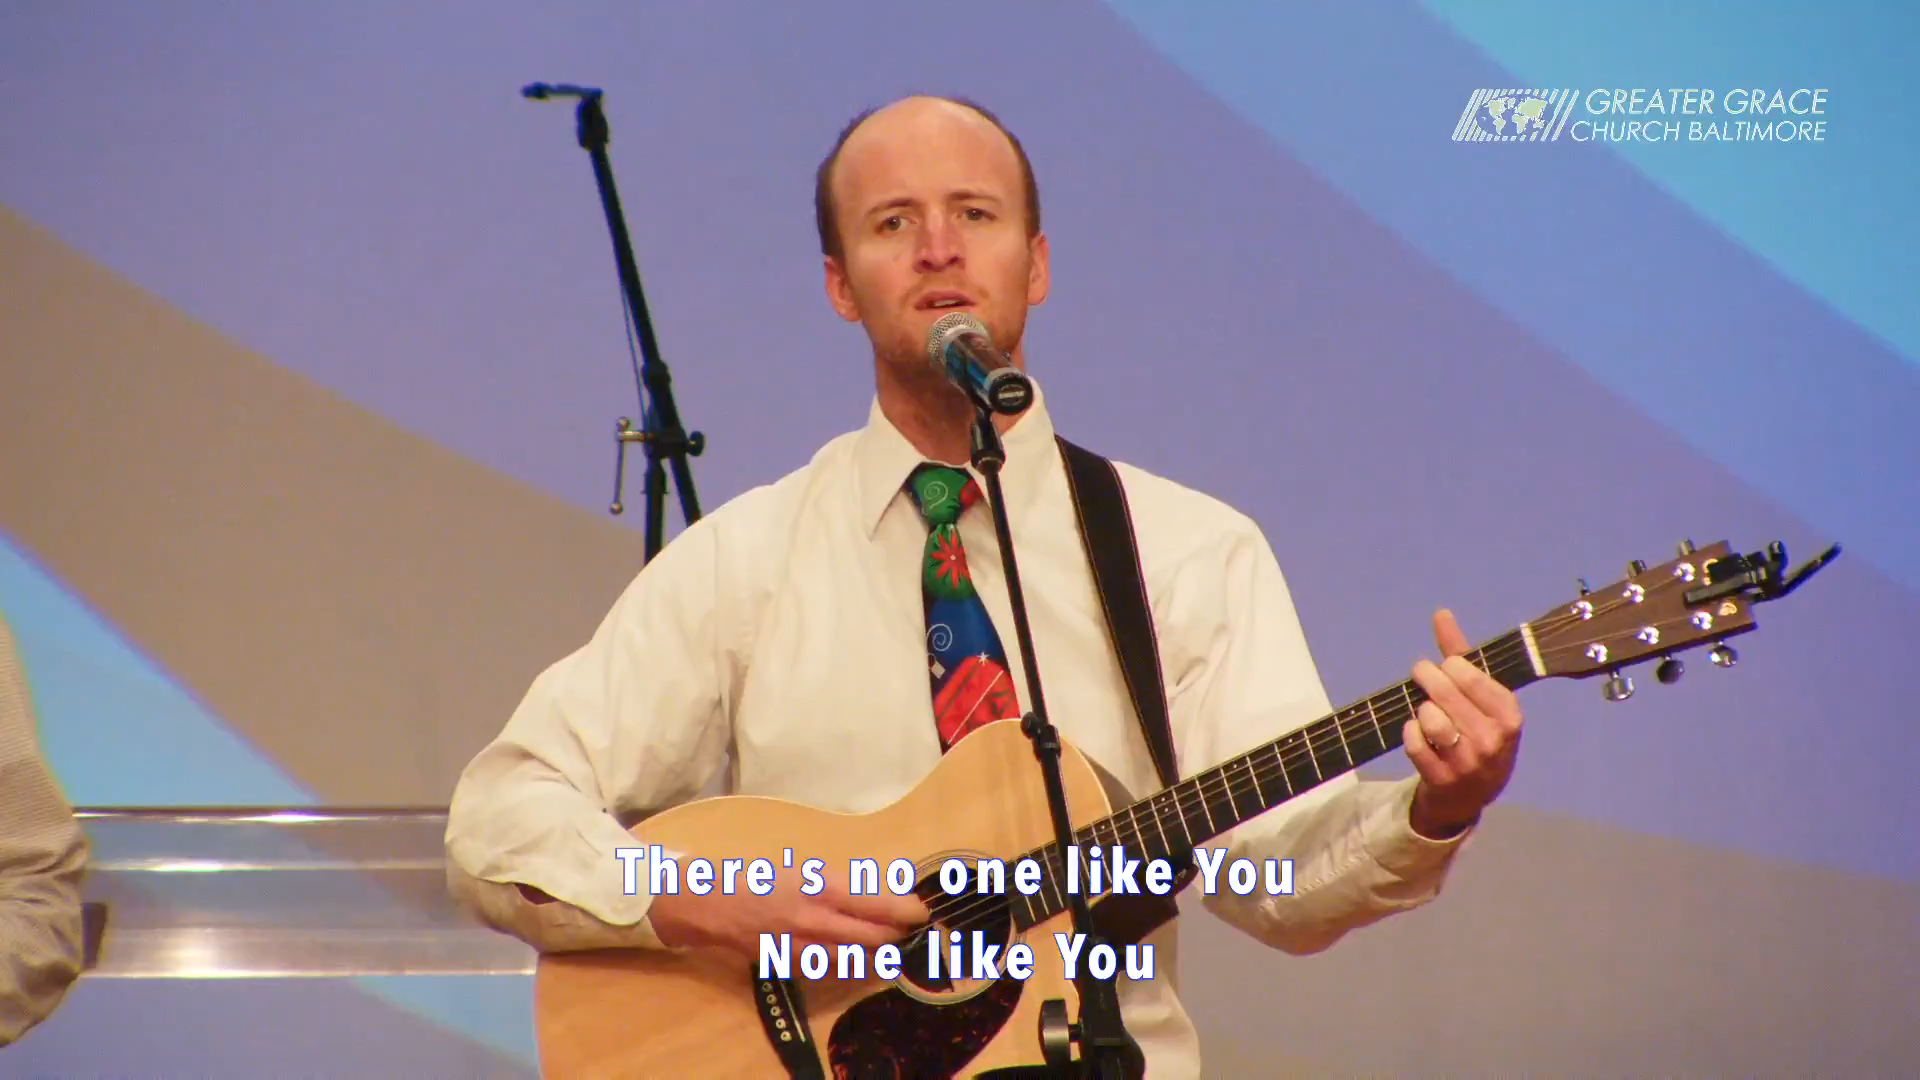 GREATER GRACE
CHURCH BALTIMORE
There's no one like You
None like You